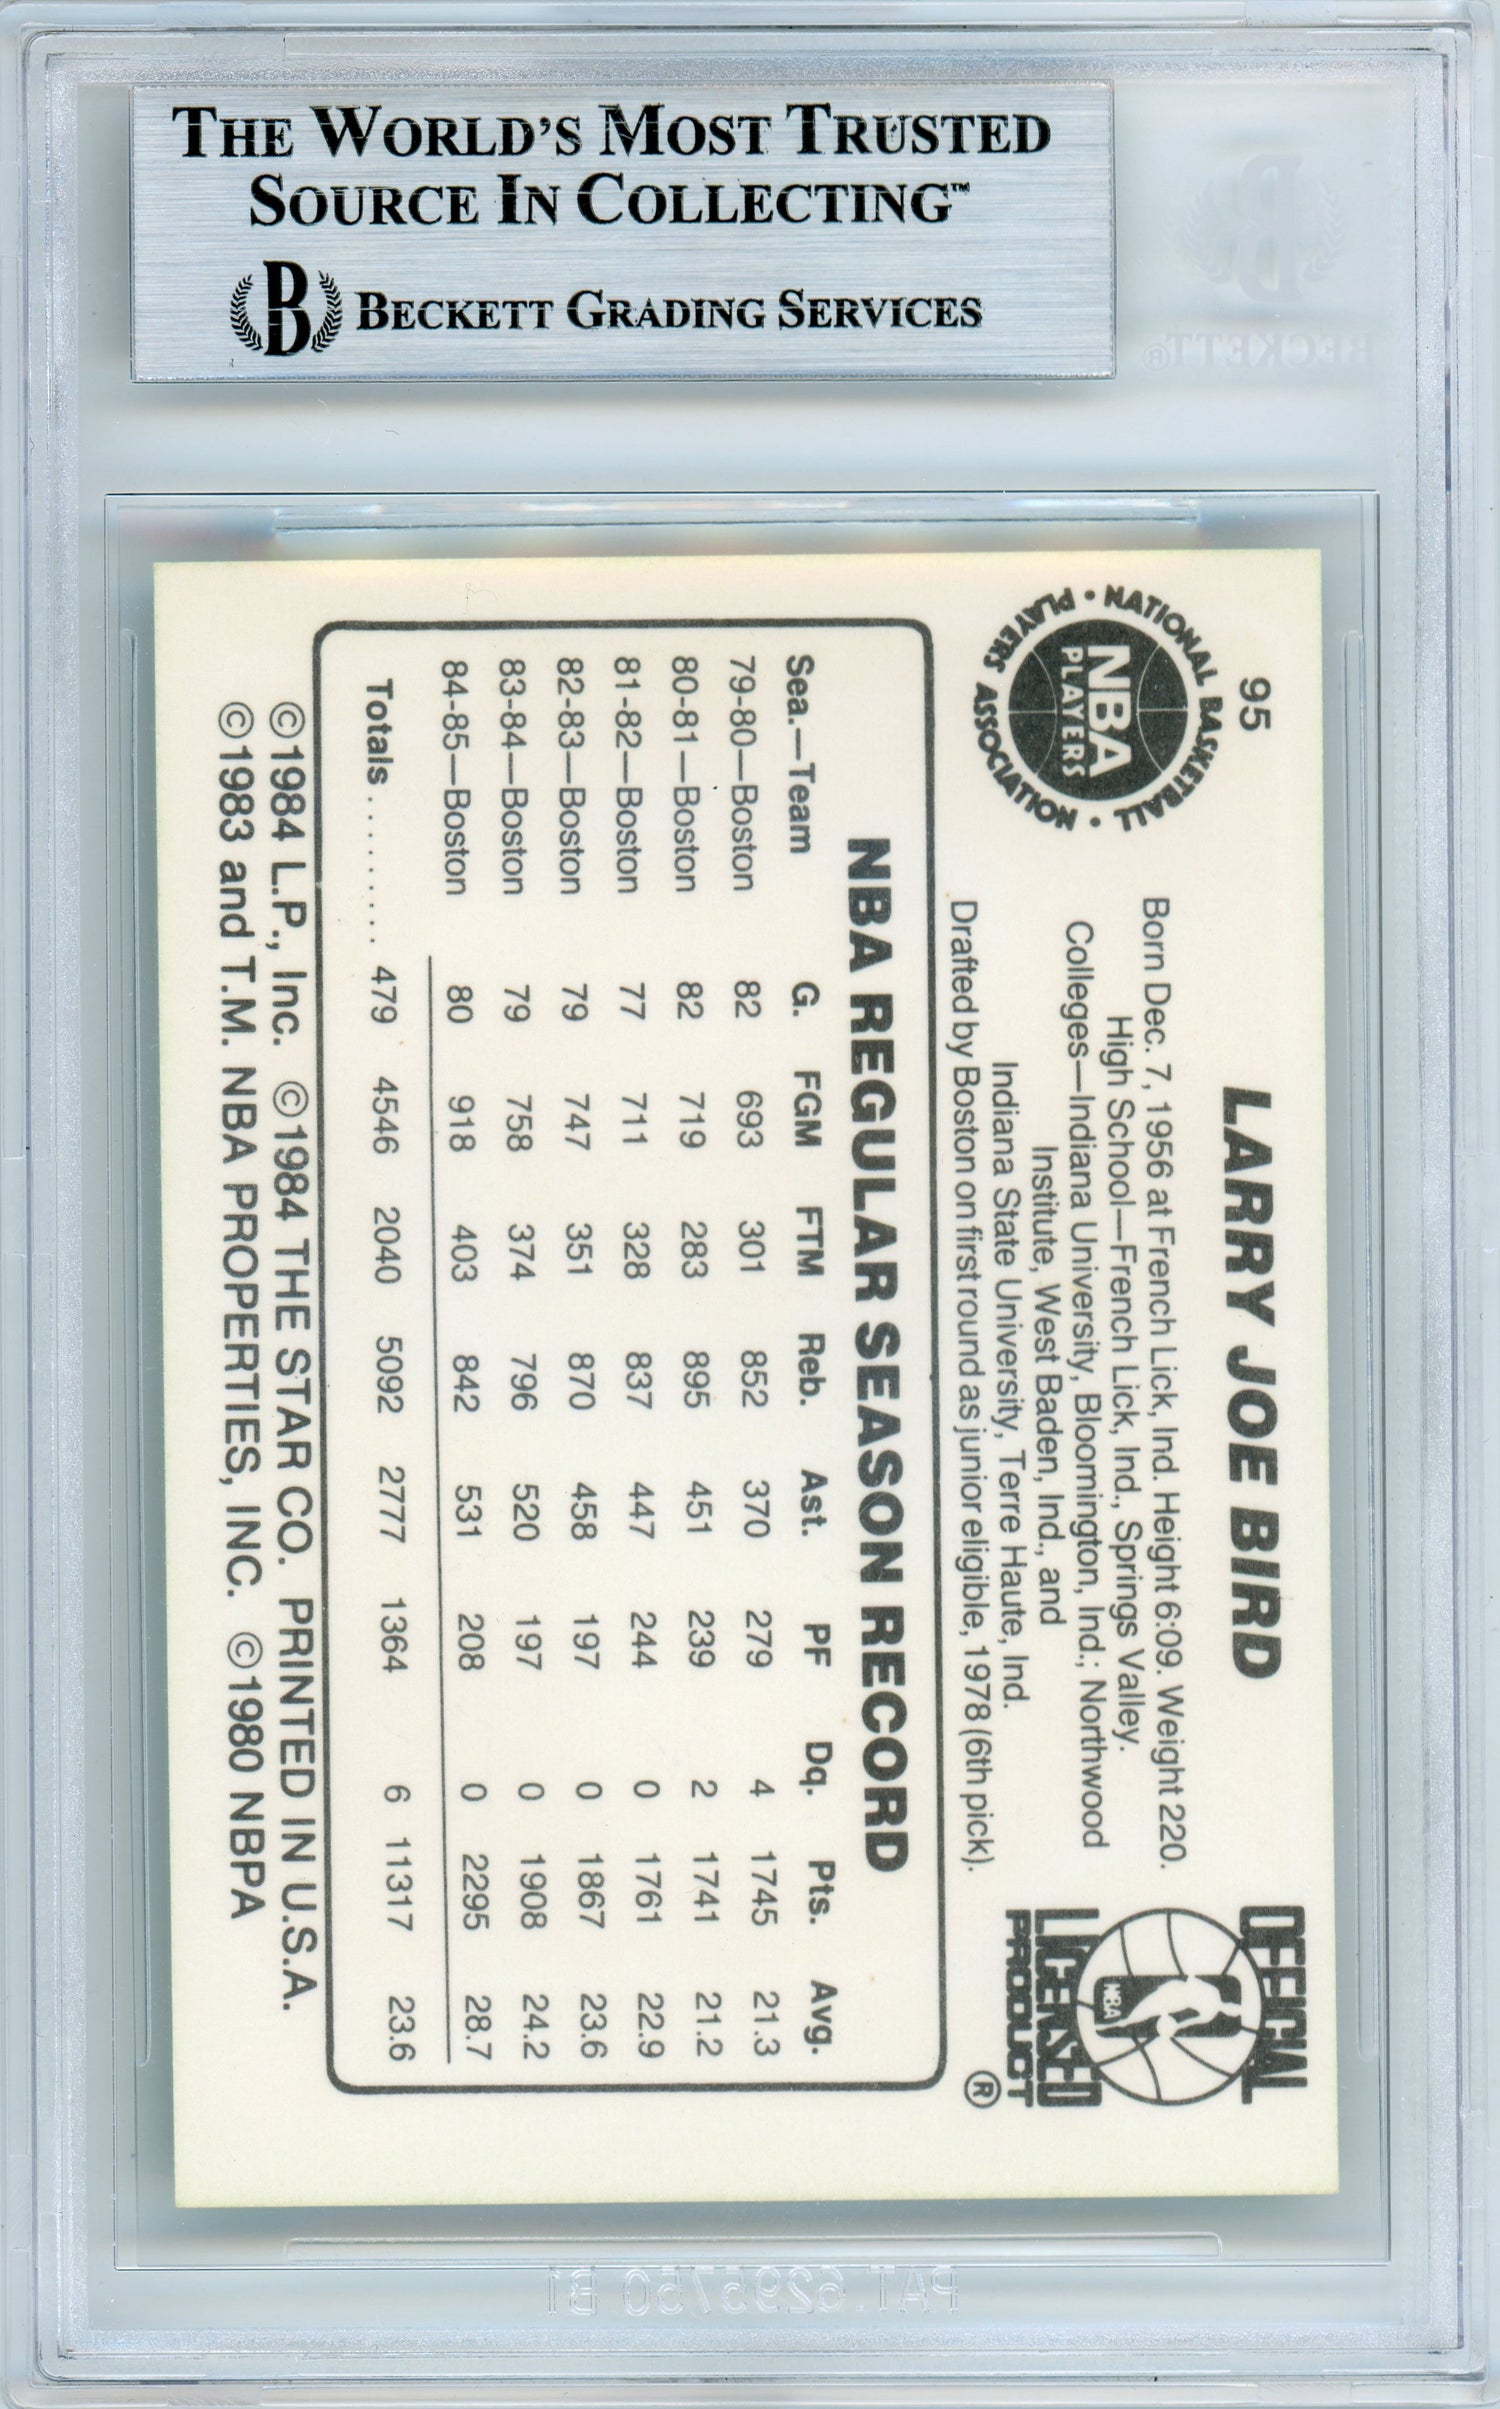 THE WORLD'S MOST TRUSTED
SOURCE IN COLLECTING™
B BECKETT GRADING SERVICES
BECKETT®
95
LARRY JOE BIRD
NATIONAL BASKETBALL • PLAYERS ASSOCIATION •
NBA
PLAYERS
Born Dec. 7, 1956 at French Lick, Ind. Height 6:09. Weight 220.
High School—French Lick, Ind., Springs Valley.
Colleges—Indiana University, Bloomington, Ind.; Northwood
Institute, West Baden, Ind., and
Indiana State University, Terre Haute, Ind.
Drafted by Boston on first round as junior eligible, 1978 (6th pick).
OFFICIAL
NBA
LICENSED
PRODUCT
®
NBA REGULAR SEASON RECORD
Sea.—Team G. FGM FTM Reb. Ast. PF Dq. Pts. Avg.
79-80—Boston 82 693 301 852 370 279 4 1745 21.3
80-81—Boston 82 719 283 895 451 239 2 1741 21.2
81-82—Boston 77 711 328 837 447 244 0 1761 22.9
82-83—Boston 79 747 351 870 458 197 0 1867 23.6
83-84—Boston 79 758 374 796 520 197 0 1908 24.2
84-85—Boston 80 918 403 842 531 208 0 2295 28.7
Totals......... 479 4546 2040 5092 2777 1364 6 11317 23.6
©1984 L.P., Inc. ©1984 THE STAR CO. PRINTED IN U.S.A.
©1983 and T.M. NBA PROPERTIES, INC. ©1980 NBPA
PAT. 6295750 B1